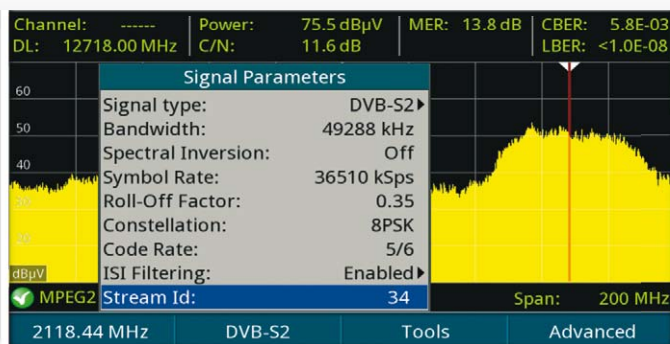 Channel: ------ Power: 75.5 dBµV MER: 13.8 dB CBER: 5.8E-03
DL: 12718.00 MHz C/N: 11.6 dB LBER: <1.0E-08
Signal Parameters
60
Signal type: DVB-S2
50
Bandwidth: 49288 kHz
Spectral Inversion: Off
40
Symbol Rate: 36510 kSps
Roll-Off Factor: 0.35
30
Constellation: 8PSK
Code Rate: 5/6
20
dBµV
ISI Filtering: Enabled
MPEG2 Stream Id: 34 Span: 200 MHz
2118.44 MHz DVB-S2 Tools Advanced